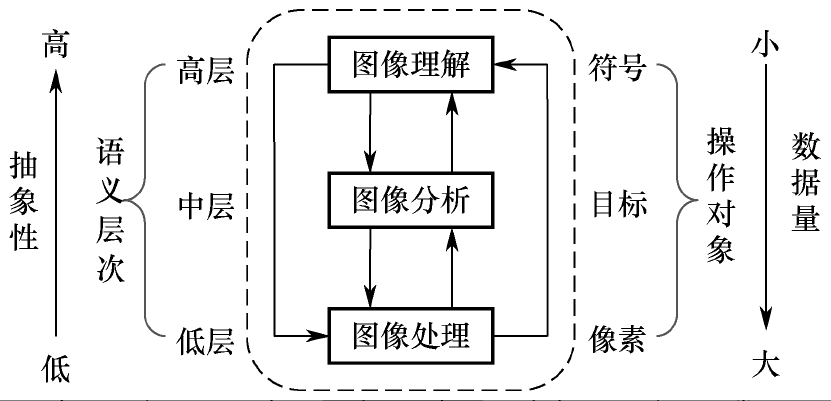 高
小
高层
图像理解
符号
抽象性
语义层次
中层
图像分析
目标
操作对象
数据量
低层
图像处理
像素
低
大